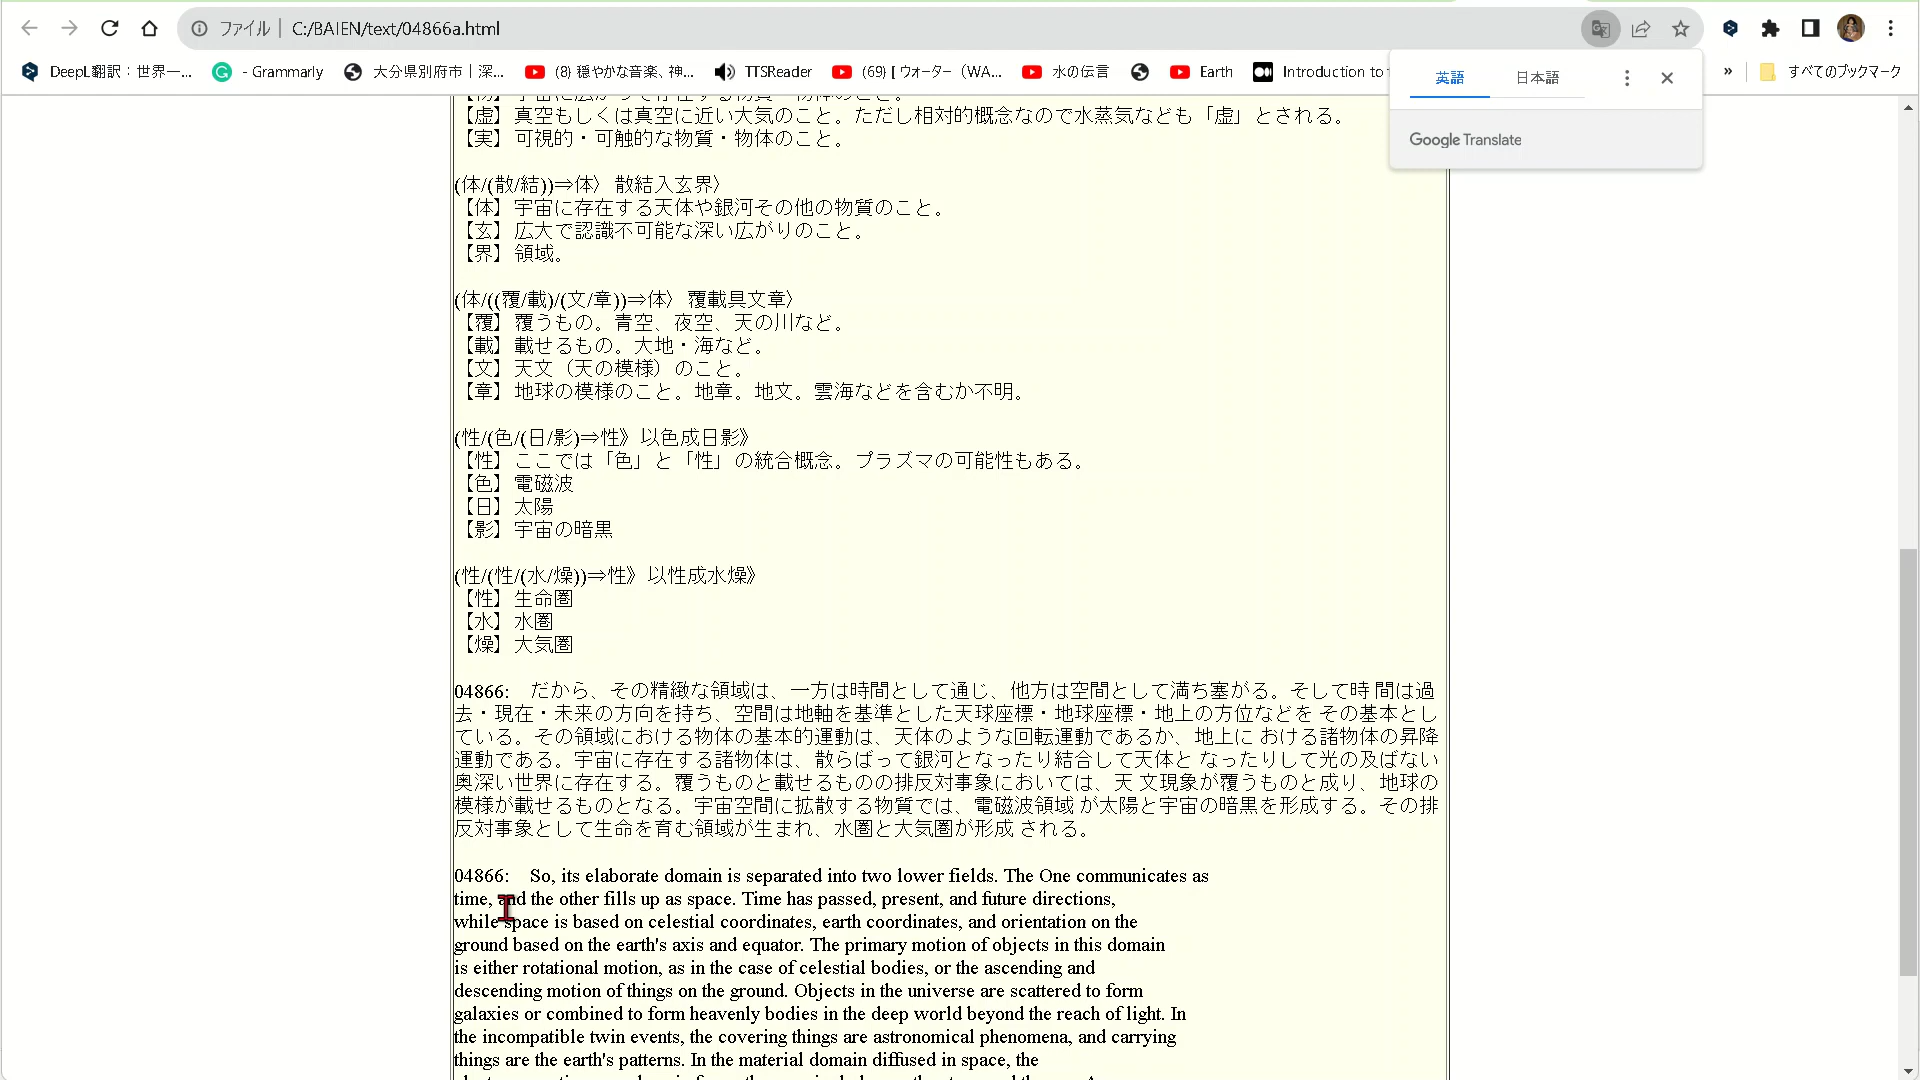 ファイル | C:/BAIEN/text/04866a.html
DeepL翻訳：世界一... - Grammarly 大分県別府市｜深... (8) 穏やかな音楽、神... TTSReader (69) [ ウォーター（WA... 水の伝言 Earth Introduction to » すべてのブックマーク
英語 日本語
Google Translate
【虚】真空もしくは真空に近い大気のこと。ただし相対的概念なので水蒸気なども「虚」とされる。
【実】可視的・可触的な物質・物体のこと。
(体/(散/結))⇒体〉散結入玄界〉
【体】宇宙に存在する天体や銀河その他の物質のこと。
【玄】広大で認識不可能な深い広がりのこと。
【界】領域。
(体/((覆/載)/(文/章))⇒体〉覆載具文章〉
【覆】覆うもの。青空、夜空、天の川など。
【載】載せるもの。大地・海など。
【文】天文（天の模様）のこと。
【章】地球の模様のこと。地章。地文。雲海などを含むか不明。
(性/(色/(日/影)⇒性》以色成日影》
【性】ここでは「色」と「性」の統合概念。プラズマの可能性もある。
【色】電磁波
【日】太陽
【影】宇宙の暗黒
(性/(性/(水/燥))⇒性》以性成水燥》
【性】生命圏
【水】水圏
【燥】大気圏
04866:　だから、その精緻な領域は、一方は時間として通じ、他方は空間として満ち塞がる。そして時 間は過
去・現在・未来の方向を持ち、空間は地軸を基準とした天球座標・地球座標・地上の方位などを その基本とし
ている。その領域における物体の基本的運動は、天体のような回転運動であるか、地上に おける諸物体の昇降
運動である。宇宙に存在する諸物体は、散らばって銀河となったり結合して天体と なったりして光の及ばない
奥深い世界に存在する。覆うものと載せるものの排反対事象においては、天 文現象が覆うものと成り、地球の
模様が載せるものとなる。宇宙空間に拡散する物質では、電磁波領域 が太陽と宇宙の暗黒を形成する。その排
反対事象として生命を育む領域が生まれ、水圏と大気圏が形成 される。
04866:　So, its elaborate domain is separated into two lower fields. The One communicates as
time, and the other fills up as space. Time has passed, present, and future directions,
while space is based on celestial coordinates, earth coordinates, and orientation on the
ground based on the earth's axis and equator. The primary motion of objects in this domain
is either rotational motion, as in the case of celestial bodies, or the ascending and
descending motion of things on the ground. Objects in the universe are scattered to form
galaxies or combined to form heavenly bodies in the deep world beyond the reach of light. In
the incompatible twin events, the covering things are astronomical phenomena, and carrying
things are the earth's patterns. In the material domain diffused in space, the